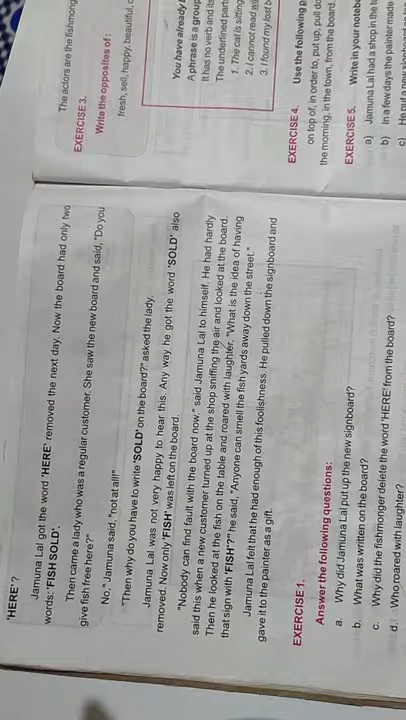 'HERE'?
Jamuna Lal got the word 'HERE' removed the next day. Now the board had only two
words: 'FISH SOLD'.
Then came a lady who was a regular customer. She saw the new board and said, "Do you
give fish free here?"
No," Jamuna said, "not at all!"
"Then why do you have to write 'SOLD' on the board?" asked the lady.
Jamuna Lal was not very happy to hear this. Any way he got the word 'SOLD' also
removed. Now only 'FISH' was left on the board.
"Nobody can find fault with the board now," said Jamuna Lal to himself. He had hardly
said this when a new customer turned up at the shop sniffing the air and looked at the board.
Then he looked at the fish on the table and roared with laughter. "What is the idea of having
that sign with 'FISH'?" he said, "Anyone can smell the fish yards away down the street."
Jamuna Lal felt that he had enough of this foolishness. He pulled down the signboard and
gave it to the painter as a gift.
EXERCISE 1.
Answer the following questions:
a. Why did Jamuna Lal put up the new signboard?
b. What was written on the board?
c. Why did the fishmonger delete the word 'HERE' from the board?
d. Who roared with laughter?
The actors are the fishmong
EXERCISE 3.
Write the opposites of:
fresh, sell, happy, beautiful,
You have already
A phrase is a group
It has no verb and its
The underlined part
1. The cat is sitting
2. I cannot read
3. I found my lost b
EXERCISE 4. Use the following p
on top of, in order to, put up, pull do
the morning, in the town, from the board,
EXERCISE 5. Write in your notebo
a) Jamuna Lal had a shop in the
b) In a few days the painter made
c) He put a new signboard